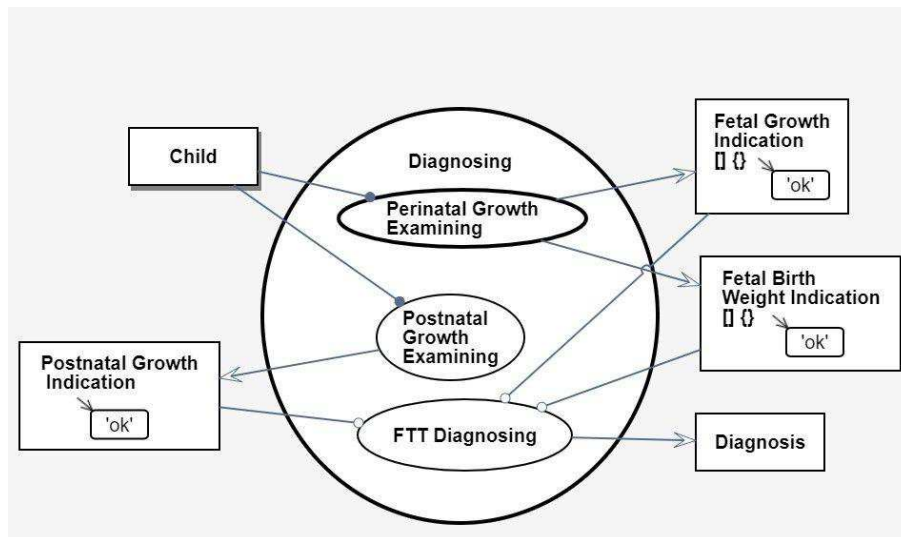 Fetal Growth
Indication
[] {}
'ok'
Child
Diagnosing
Perinatal Growth
Examining
Fetal Birth
Weight Indication
[] {}
'ok'
Postnatal
Growth
Examining
Postnatal Growth
Indication
'ok'
FTT Diagnosing
Diagnosis